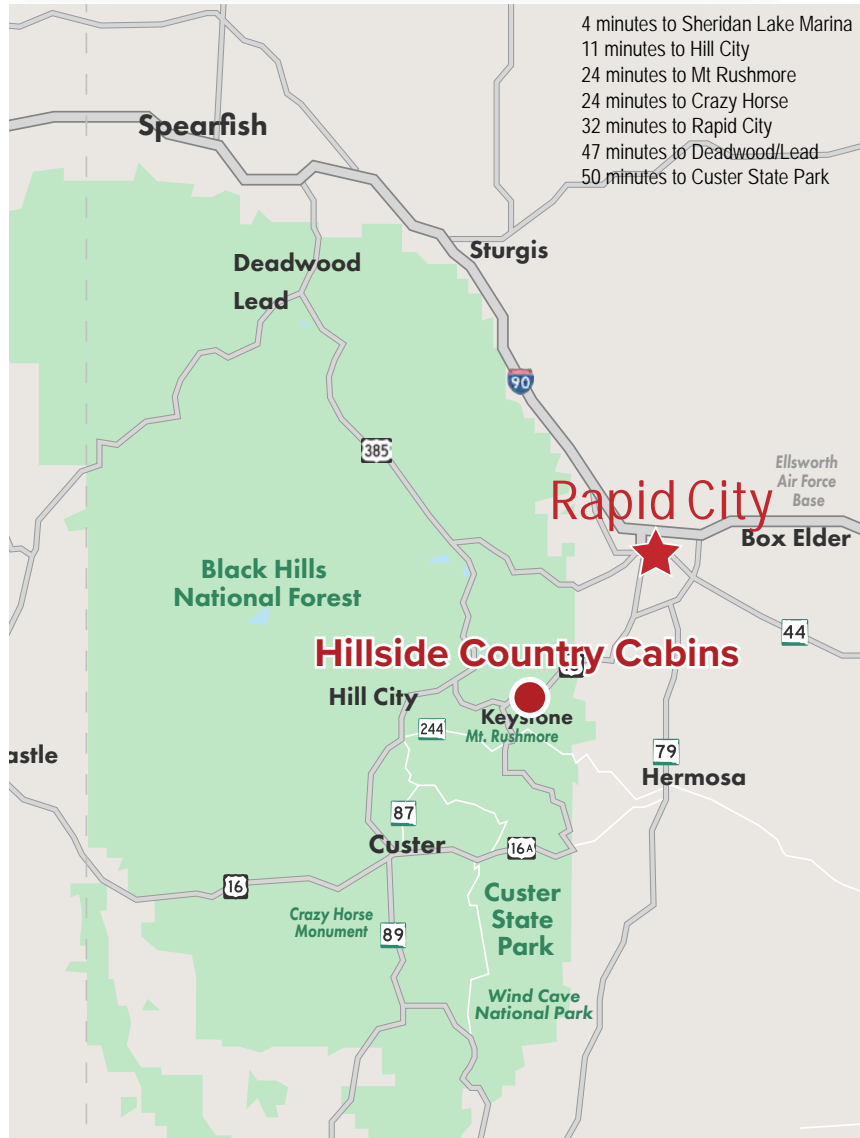 4 minutes to Sheridan Lake Marina
11 minutes to Hill City
24 minutes to Mt Rushmore
24 minutes to Crazy Horse
32 minutes to Rapid City
47 minutes to Deadwood/Lead
50 minutes to Custer State Park
Spearfish
Sturgis
Deadwood
Lead
90
385
Ellsworth
Air Force
Base
Rapid City
Box Elder
Black Hills
National Forest
44
Hillside Country Cabins
Hill City
Keystone
244
Mt. Rushmore
astle
79
Hermosa
87
Custer
16A
16
Custer
State
Park
Crazy Horse
Monument
89
Wind Cave
National Park